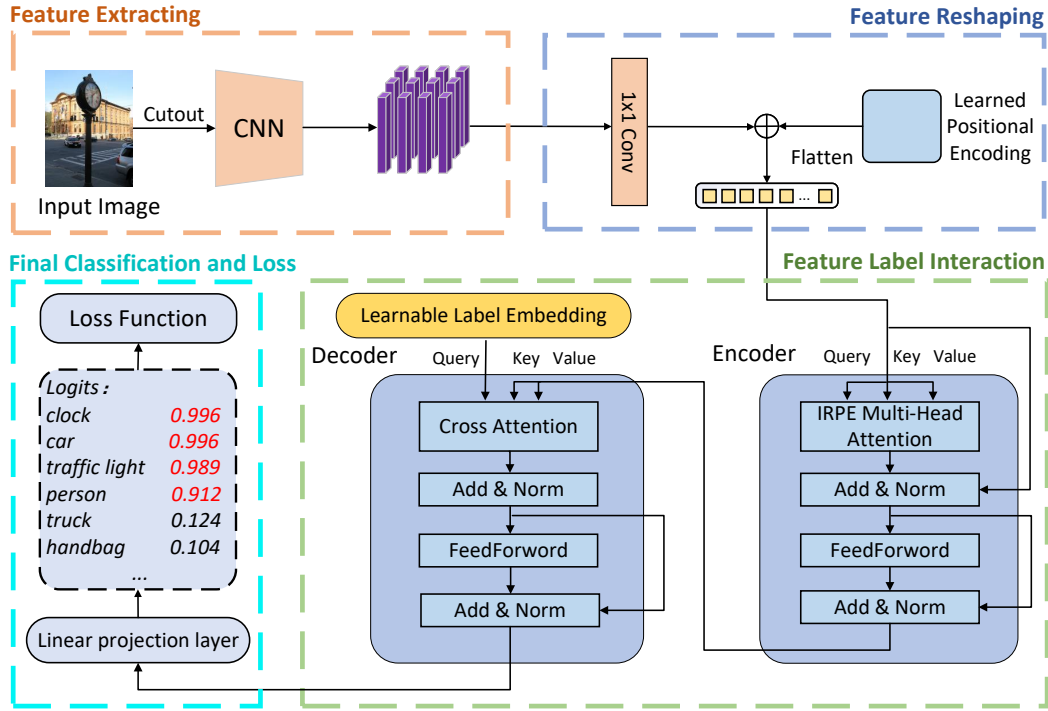 Feature Extracting
Feature Reshaping
Cutout
CNN
Input Image
1x1 Conv
Flatten
Learned
Positional
Encoding
...
Final Classification and Loss
Feature Label Interaction
Loss Function
Logits:
clock 0.996
car 0.996
traffic light 0.989
person 0.912
truck 0.124
handbag 0.104
...
Linear projection layer
Learnable Label Embedding
Decoder
Query Key Value
Cross Attention
Add & Norm
FeedForword
Add & Norm
Encoder
Query Key Value
IRPE Multi-Head
Attention
Add & Norm
FeedForword
Add & Norm